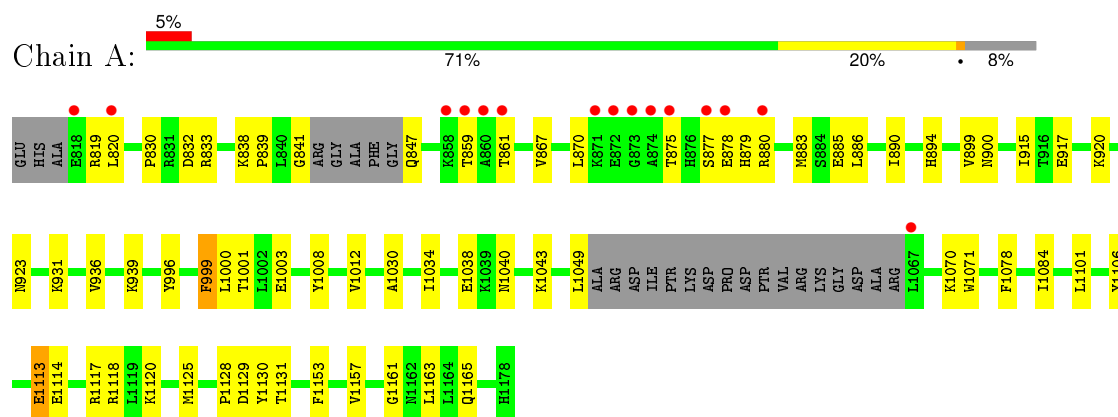 5%
Chain A:
71% 20% • 8%
GLU HIS ALA E818 R819 L820 P830 R831 D832 R833 K838 P839 L840 G841 ARG GLY ALA PHE GLY Q847 K858 T859 A860 T861 V867 L870 K871 E872 G873 A874 T875 H876 S877 E878 H879 R880 M883 S884 E885 L886 I890 H894 V899 N900 I915 T916 E917 K920
N923 K931 V936 K939 Y996 F999 L1000 T1001 L1002 E1003 Y1008 V1012 A1030 I1034 E1038 K1039 N1040 K1043 L1049 ALA ARG ASP ILE PTR LYS ASP PRO ASP PTR VAL ARG LYS GLY ASP ALA ARG L1067 K1070 W1071 F1078 I1084 L1101
E1113 E1114 R1117 R1118 L1119 K1120 M1125 P1128 D1129 Y1130 T1131 F1153 V1157 G1161 N1162 L1163 L1164 Q1165 H1178